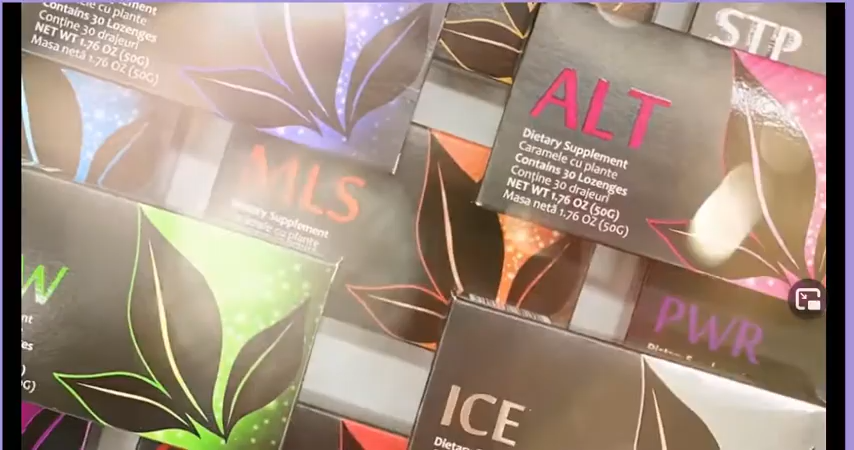 Contains 30 Lozenges
Conține 30 drajeuri
NET WT 1.76 OZ (50G)
Masa netă 1.76 OZ (50G)
STP
ALT
Dietary Supplement
Caramele cu plante
Contains 30 Lozenges
Conține 30 drajeuri
NET WT 1.76 OZ (50G)
Masa netă 1.76 OZ (50G)
MLS
Dietary Supplement
PWR
ICE